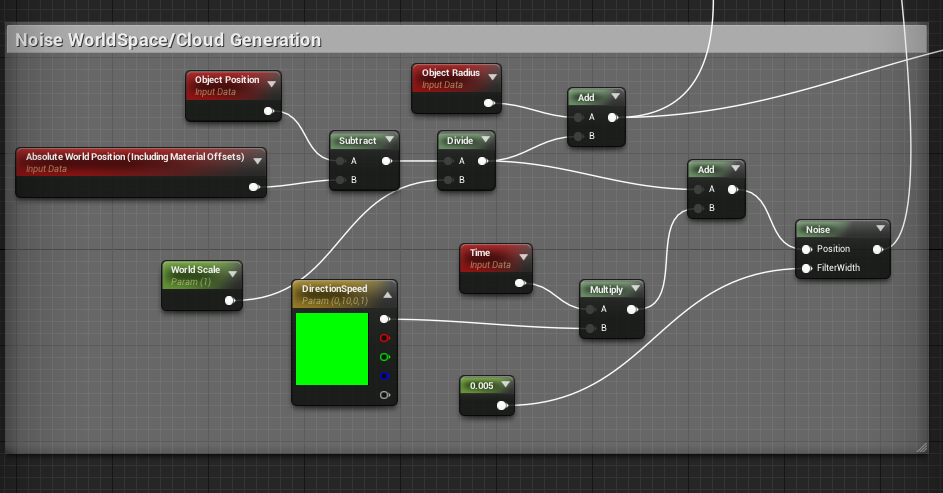 Noise WorldSpace/Cloud Generation
Object Position
Input Data
Object Radius
Input Data
Add
A
B
Subtract
A
B
Divide
A
B
Absolute World Position (Including Material Offsets)
Input Data
Add
A
B
Noise
Position
FilterWidth
World Scale
Param (1)
Time
Input Data
DirectionSpeed
Param (0,10,0,1)
Multiply
A
B
0.005